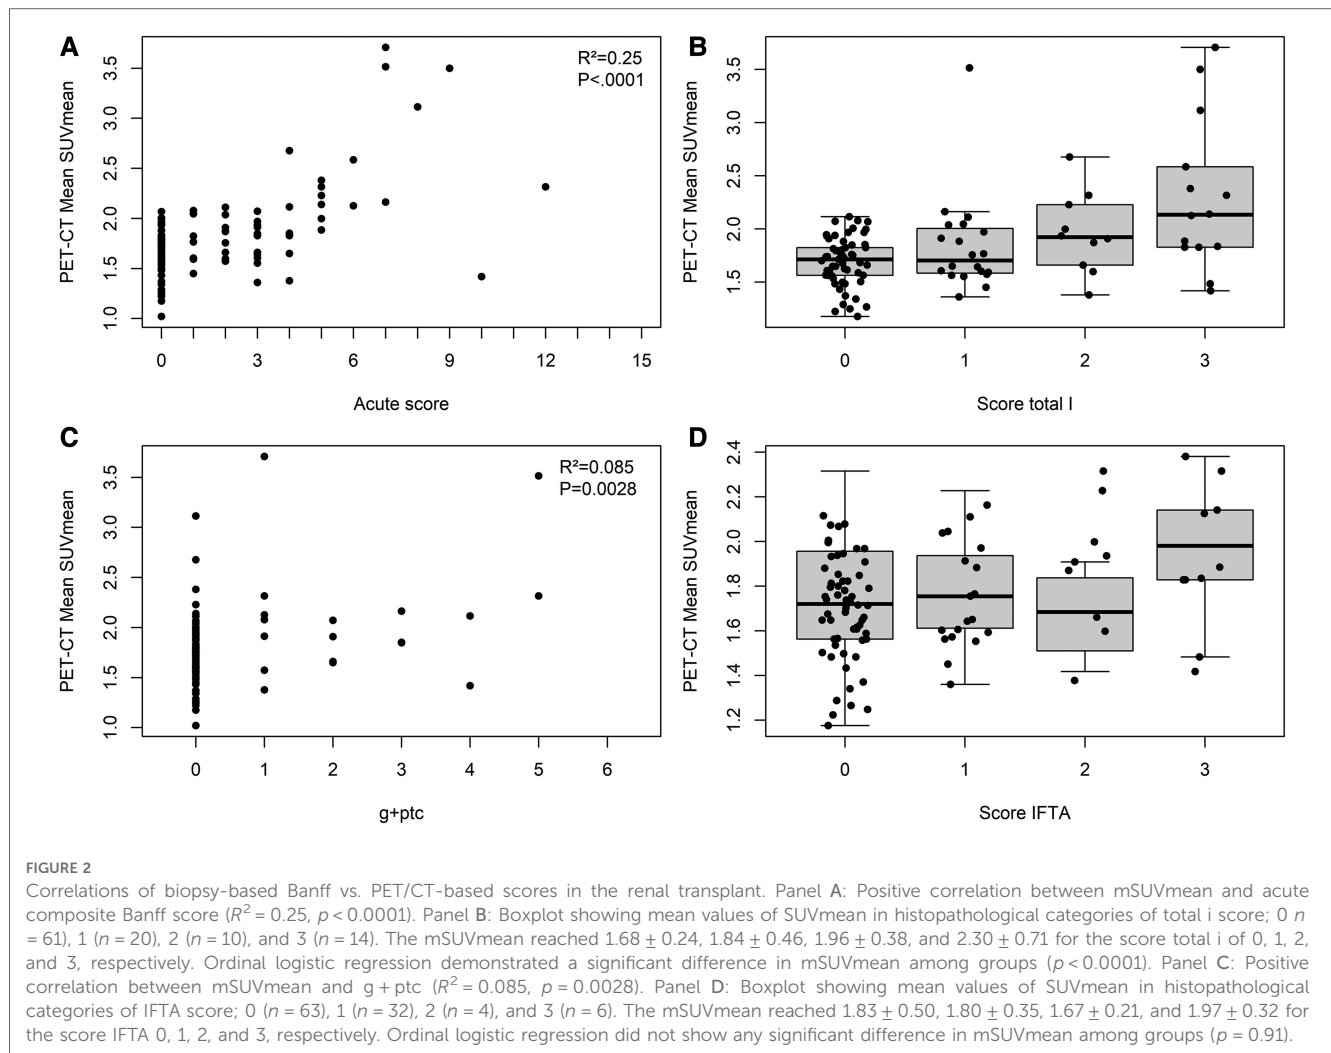 A
R²=0.25
P<.0001
PET-CT Mean SUVmean
3.5
3.0
2.5
2.0
1.5
1.0
0 3 6 9 12 15
Acute score
B
PET-CT Mean SUVmean
3.5
3.0
2.5
2.0
1.5
0 1 2 3
Score total I
C
R²=0.085
P=0.0028
PET-CT Mean SUVmean
3.5
3.0
2.5
2.0
1.5
1.0
0 1 2 3 4 5 6
g+ptc
D
PET-CT Mean SUVmean
2.4
2.2
2.0
1.8
1.6
1.4
1.2
0 1 2 3
Score IFTA
FIGURE 2
Correlations of biopsy-based Banff vs. PET/CT-based scores in the renal transplant. Panel A: Positive correlation between mSUVmean and acute
composite Banff score (R² = 0.25, p < 0.0001). Panel B: Boxplot showing mean values of SUVmean in histopathological categories of total i score; 0 n
= 61), 1 (n = 20), 2 (n = 10), and 3 (n = 14). The mSUVmean reached 1.68 ± 0.24, 1.84 ± 0.46, 1.96 ± 0.38, and 2.30 ± 0.71 for the score total i of 0, 1, 2,
and 3, respectively. Ordinal logistic regression demonstrated a significant difference in mSUVmean among groups (p < 0.0001). Panel C: Positive
correlation between mSUVmean and g + ptc (R² = 0.085, p = 0.0028). Panel D: Boxplot showing mean values of SUVmean in histopathological
categories of IFTA score; 0 (n = 63), 1 (n = 32), 2 (n = 4), and 3 (n = 6). The mSUVmean reached 1.83 ± 0.50, 1.80 ± 0.35, 1.67 ± 0.21, and 1.97 ± 0.32 for
the score IFTA 0, 1, 2, and 3, respectively. Ordinal logistic regression did not show any significant difference in mSUVmean among groups (p = 0.91).